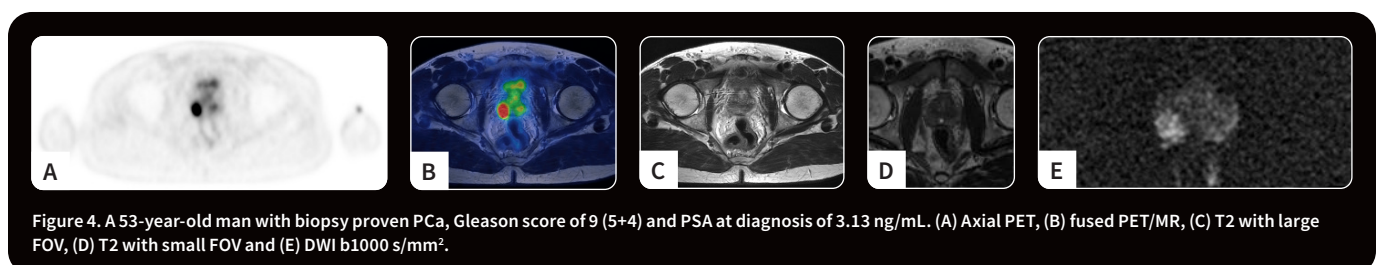 A
B
C
D
E
Figure 4. A 53-year-old man with biopsy proven PCa, Gleason score of 9 (5+4) and PSA at diagnosis of 3.13 ng/mL. (A) Axial PET, (B) fused PET/MR, (C) T2 with large
FOV, (D) T2 with small FOV and (E) DWI b1000 s/mm².